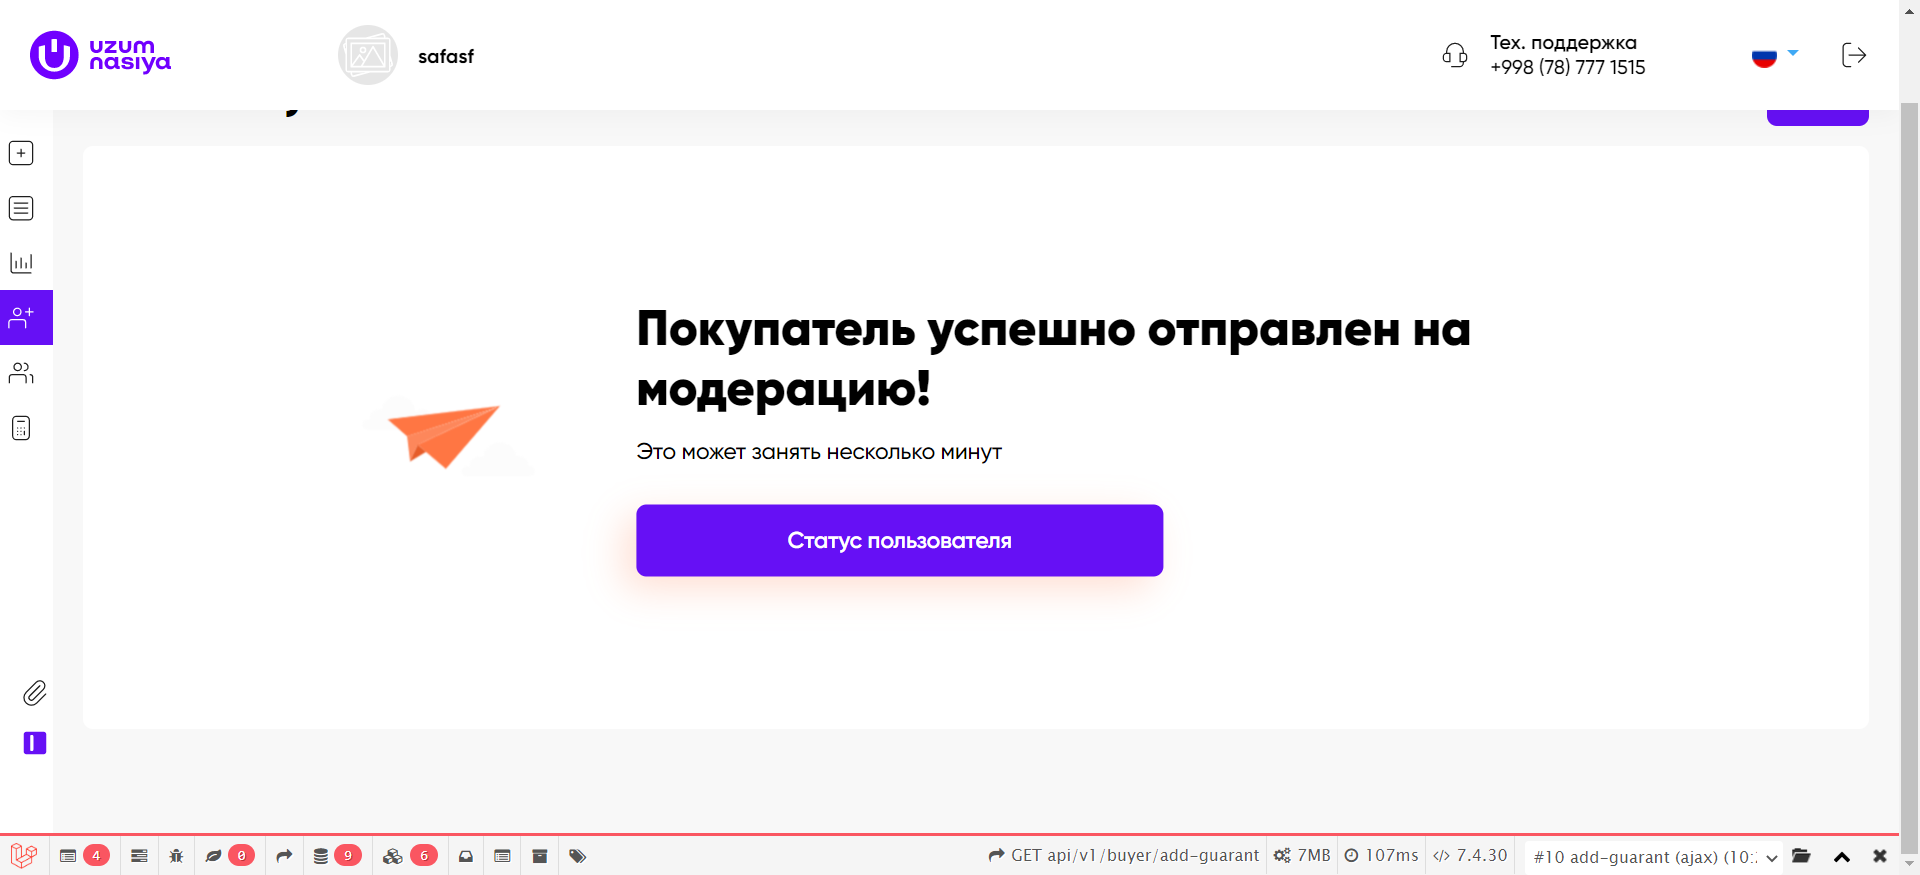 uzum
nasiya
safasf
Тех. поддержка
+998 (78) 777 1515
Покупатель успешно отправлен на
модерацию!
Это может занять несколько минут
Статус пользователя
4
0
9
6
GET api/v1/buyer/add-guarant
7MB
107ms
7.4.30
#10 add-guarant (ajax) (10: